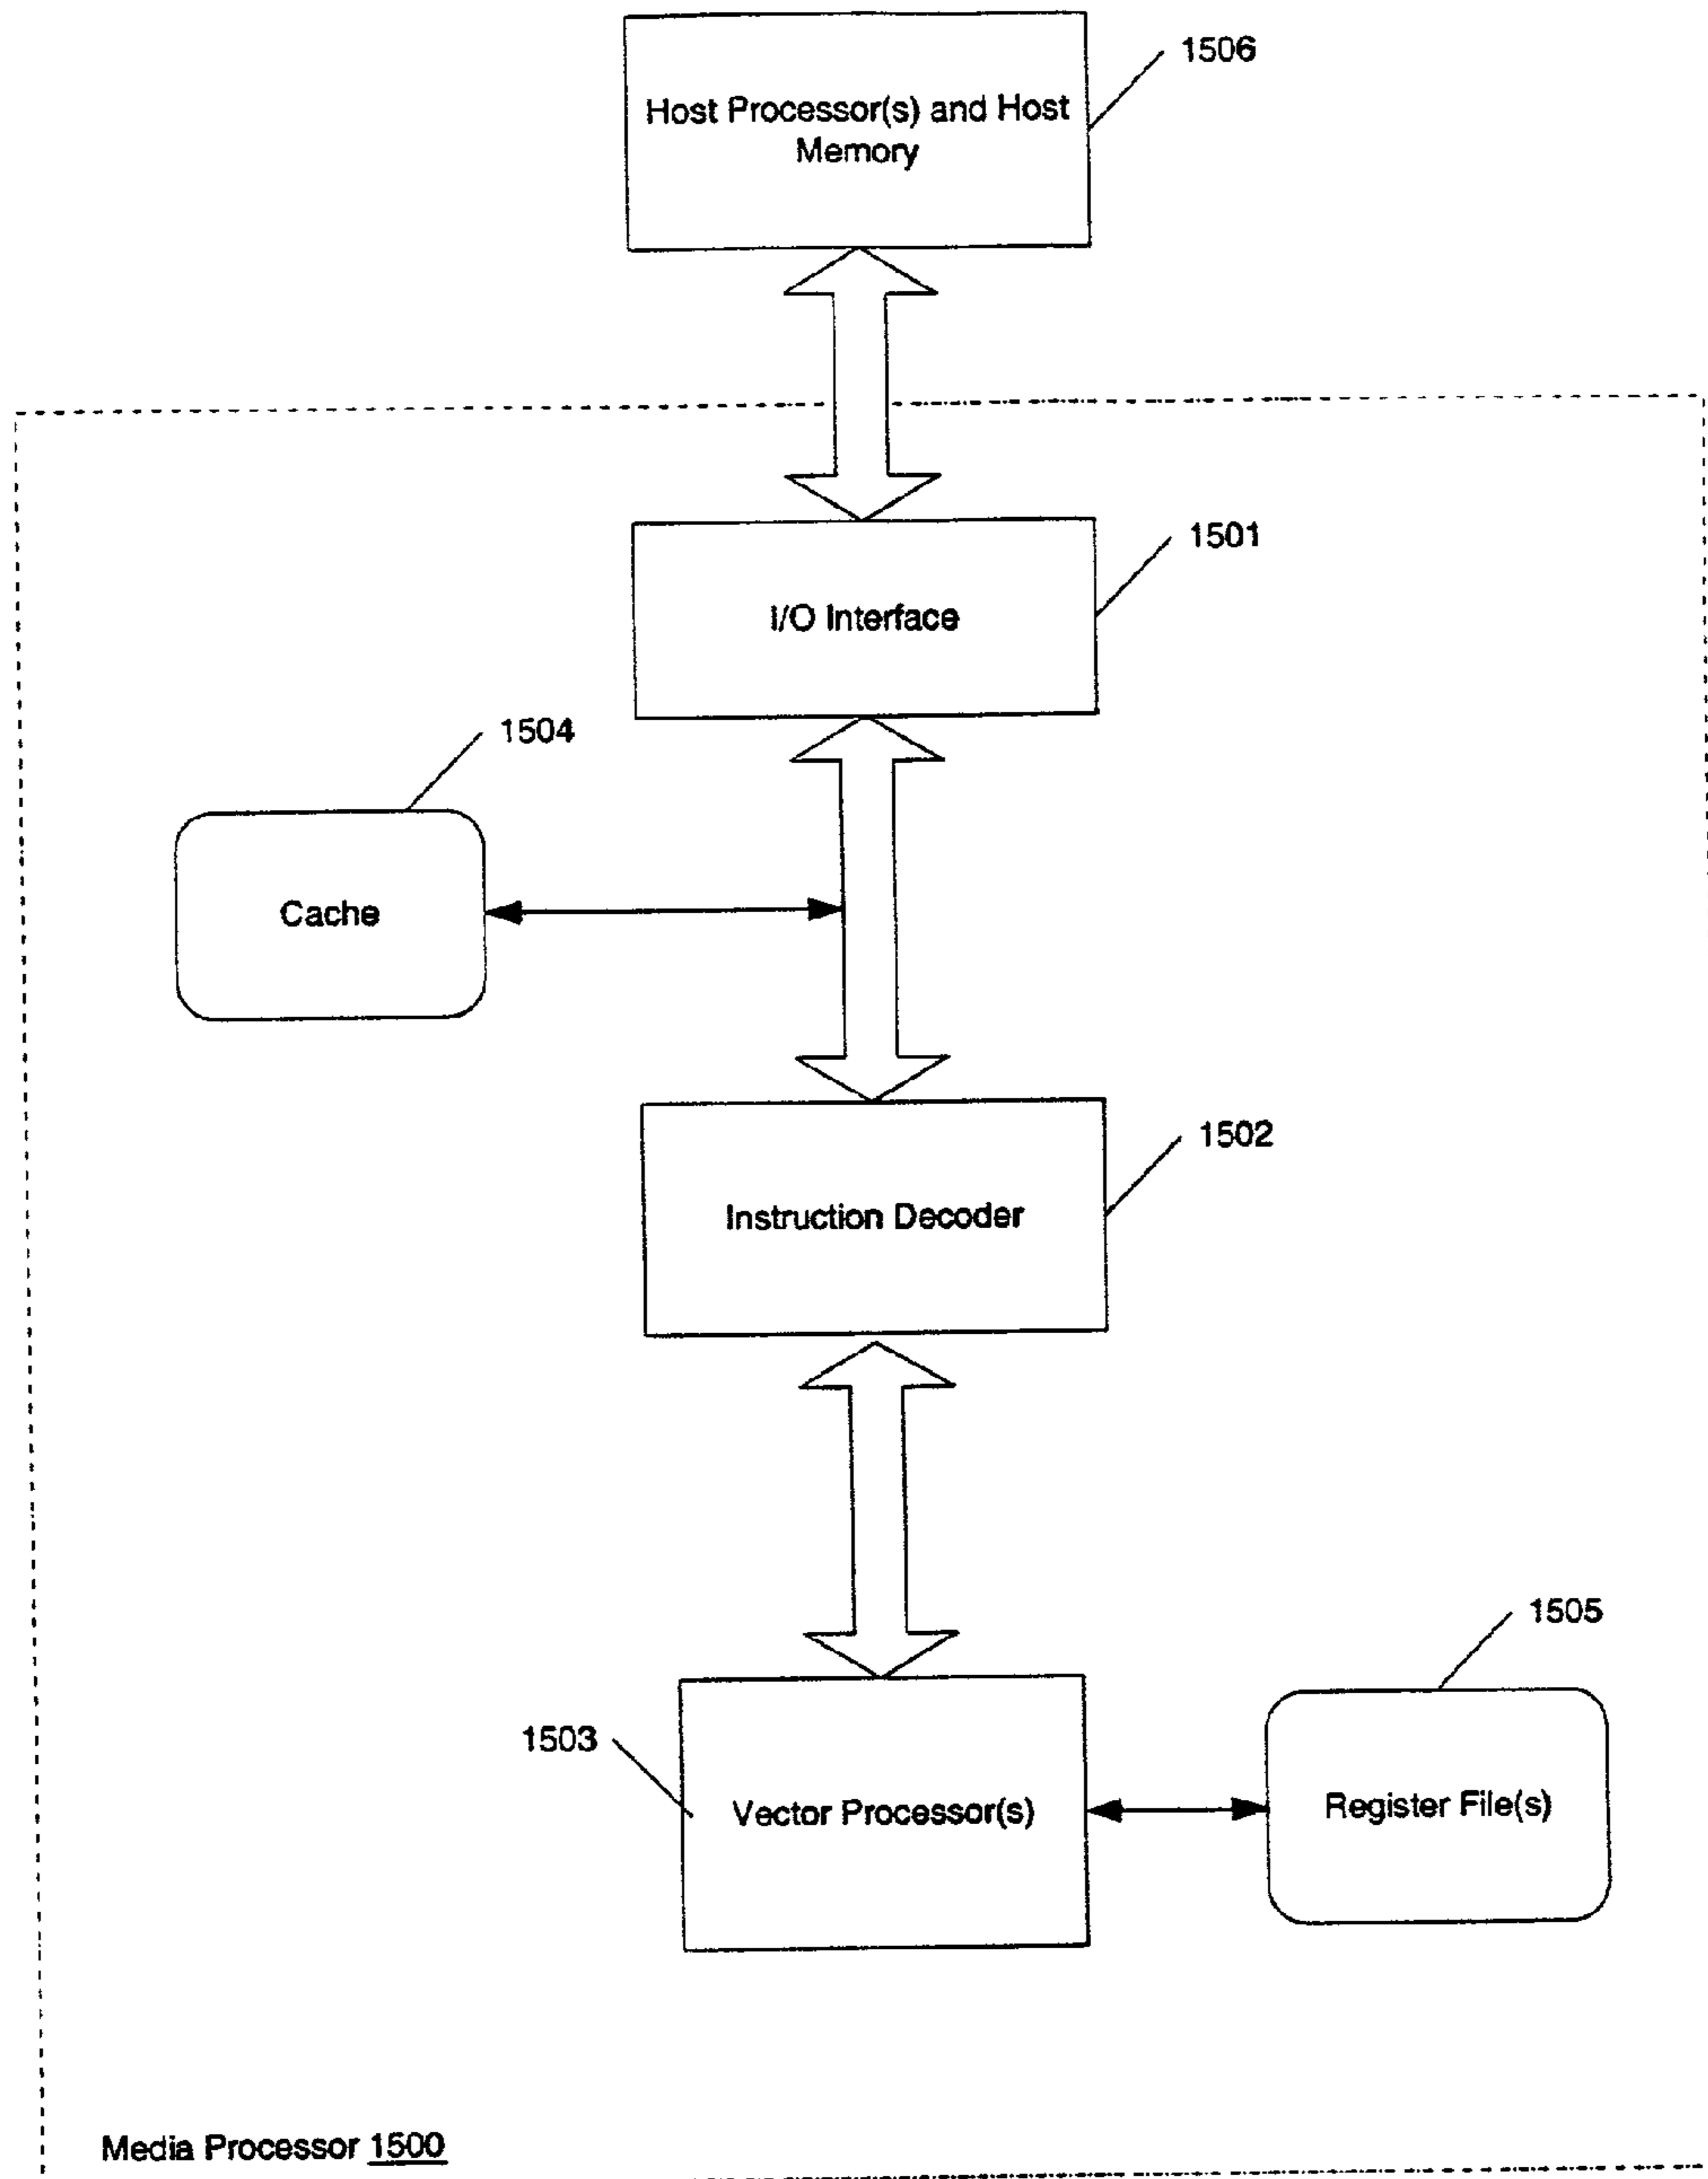 1506
Host Processor(s) and Host
Memory
1501
I/O Interface
1504
Cache
1502
Instruction Decoder
1505
1503
Vector Processor(s)
Register File(s)
Media Processor 1500